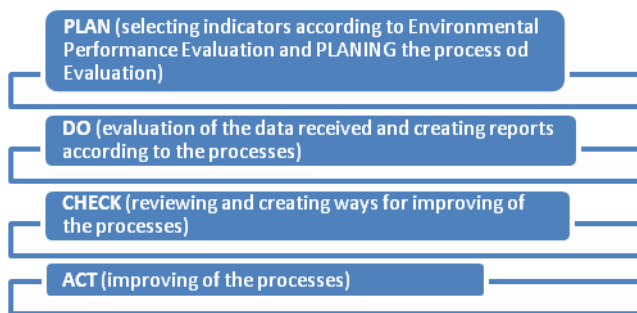 PLAN (selecting indicators according to Environmental
Performance Evaluation and PLANING the process od
Evaluation)
DO (evaluation of the data received and creating reports
according to the processes)
CHECK (reviewing and creating ways for improving of
the processes)
ACT (improving of the processes)